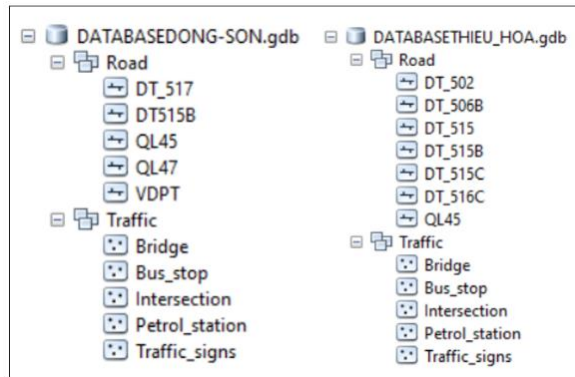 DATABASEDONG-SON.gdb
Road
DT_517
DT515B
QL45
QL47
VDPT
Traffic
Bridge
Bus_stop
Intersection
Petrol_station
Traffic_signs
DATABASETHIEU_HOA.gdb
Road
DT_502
DT_506B
DT_515
DT_515B
DT_515C
DT_516C
QL45
Traffic
Bridge
Bus_stop
Intersection
Petrol_station
Traffic_signs